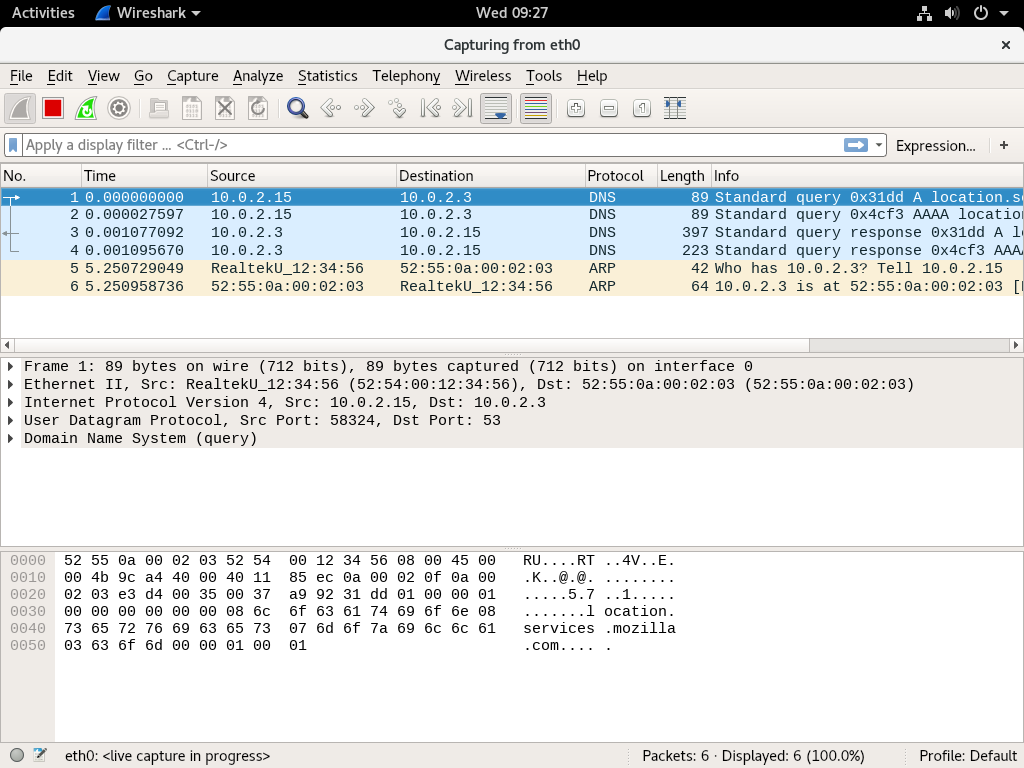 Activities Wireshark Wed 09:27
Capturing from eth0 ×
File Edit View Go Capture Analyze Statistics Telephony Wireless Tools Help
Apply a display filter ... <Ctrl-/> Expression... +
No. Time Source Destination Protocol Length Info
1 0.000000000 10.0.2.15 10.0.2.3 DNS 89 Standard query 0x31dd A location.s
2 0.000027597 10.0.2.15 10.0.2.3 DNS 89 Standard query 0x4cf3 AAAA locatio
3 0.001077092 10.0.2.3 10.0.2.15 DNS 397 Standard query response 0x31dd A l
4 0.001095670 10.0.2.3 10.0.2.15 DNS 223 Standard query response 0x4cf3 AAA
5 5.250729049 RealtekU_12:34:56 52:55:0a:00:02:03 ARP 42 Who has 10.0.2.3? Tell 10.0.2.15
6 5.250958736 52:55:0a:00:02:03 RealtekU_12:34:56 ARP 64 10.0.2.3 is at 52:55:0a:00:02:03 [
Frame 1: 89 bytes on wire (712 bits), 89 bytes captured (712 bits) on interface 0
Ethernet II, Src: RealtekU_12:34:56 (52:54:00:12:34:56), Dst: 52:55:0a:00:02:03 (52:55:0a:00:02:03)
Internet Protocol Version 4, Src: 10.0.2.15, Dst: 10.0.2.3
User Datagram Protocol, Src Port: 58324, Dst Port: 53
Domain Name System (query)
0000 52 55 0a 00 02 03 52 54 00 12 34 56 08 00 45 00 RU....RT ..4V..E.
0010 00 4b 9c a4 40 00 40 11 85 ec 0a 00 02 0f 0a 00 .K..@.@. ........
0020 02 03 e3 d4 00 35 00 37 a9 92 31 dd 01 00 00 01 .....5.7 ..1.....
0030 00 00 00 00 00 00 08 6c 6f 63 61 74 69 6f 6e 08 .......l ocation.
0040 73 65 72 76 69 63 65 73 07 6d 6f 7a 69 6c 6c 61 services .mozilla
0050 03 63 6f 6d 00 00 01 00 01 .com.... .
eth0: <live capture in progress> Packets: 6 · Displayed: 6 (100.0%) Profile: Default